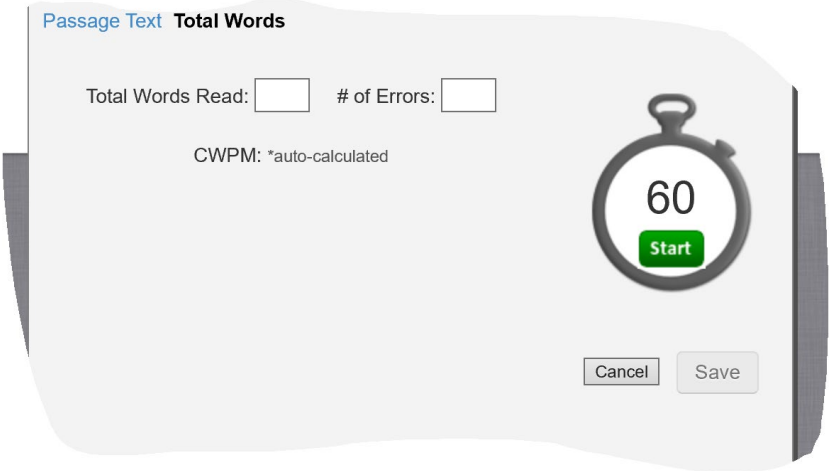 Passage Text Total Words
Total Words Read: # of Errors:
CWPM: *auto-calculated
60
Start
Cancel Save